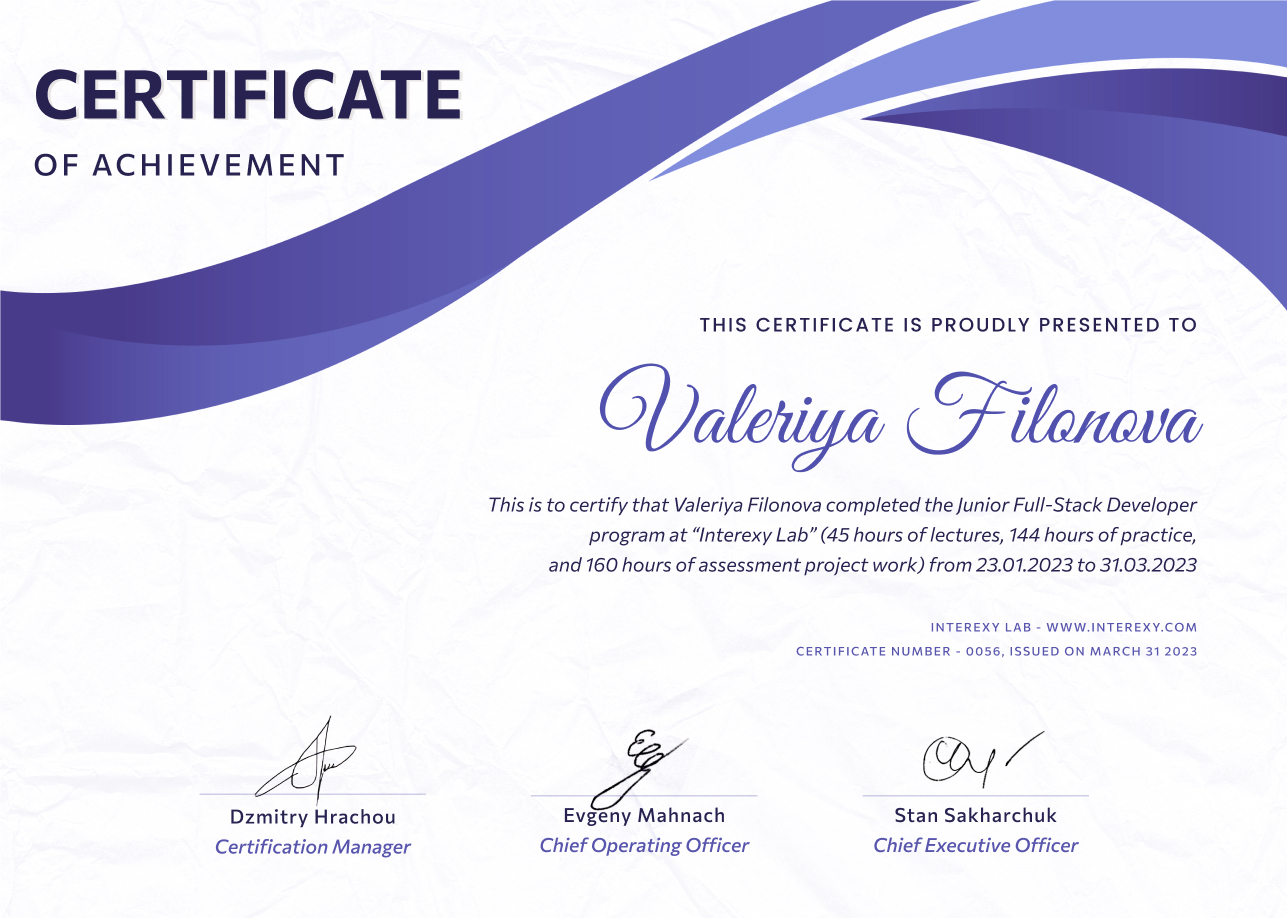 CERTIFICATE
OF ACHIEVEMENT
THIS CERTIFICATE IS PROUDLY PRESENTED TO
Valeriya Filonova
This is to certify that Valeriya Filonova completed the Junior Full-Stack Developer
program at “Interexy Lab” (45 hours of lectures, 144 hours of practice,
and 160 hours of assessment project work) from 23.01.2023 to 31.03.2023
INTEREXY LAB - WWW.INTEREXY.COM
CERTIFICATE NUMBER - 0056, ISSUED ON MARCH 31 2023
Dzmitry Hrachou
Certification Manager
Evgeny Mahnach
Chief Operating Officer
Stan Sakharchuk
Chief Executive Officer